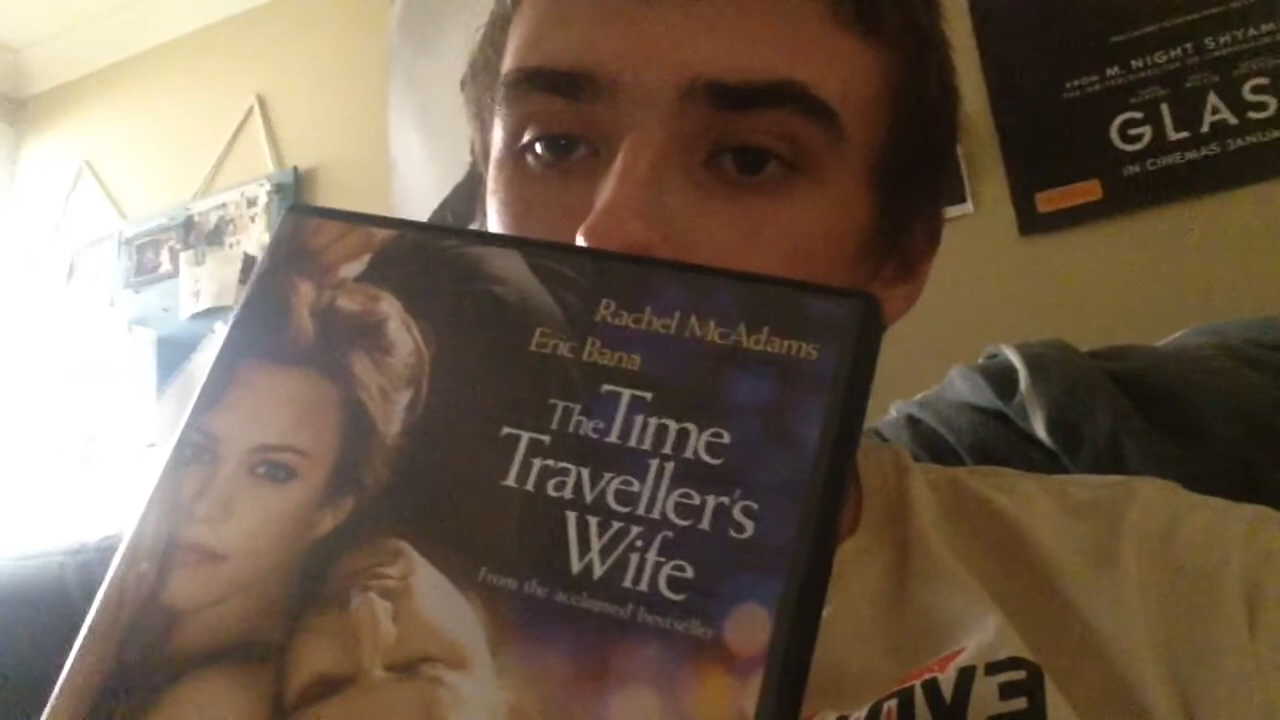 Rachel McAdams
Eric Bana
The Time
Traveller's
Wife
From the acclaimed bestseller
FROM M. NIGHT SHYAM
GLAS
IN CINEMAS JANU